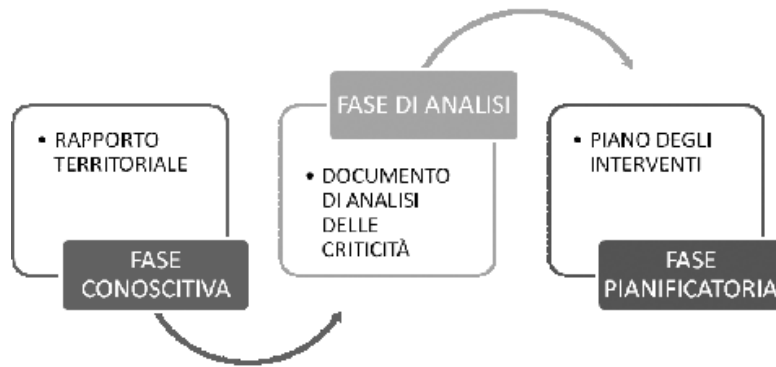 • RAPPORTO
TERRITORIALE
FASE
CONOSCITIVA
FASE DI ANALISI
• DOCUMENTO
DI ANALISI
DELLE
CRITICITÀ
• PIANO DEGLI
INTERVENTI
FASE
PIANIFICATORIA